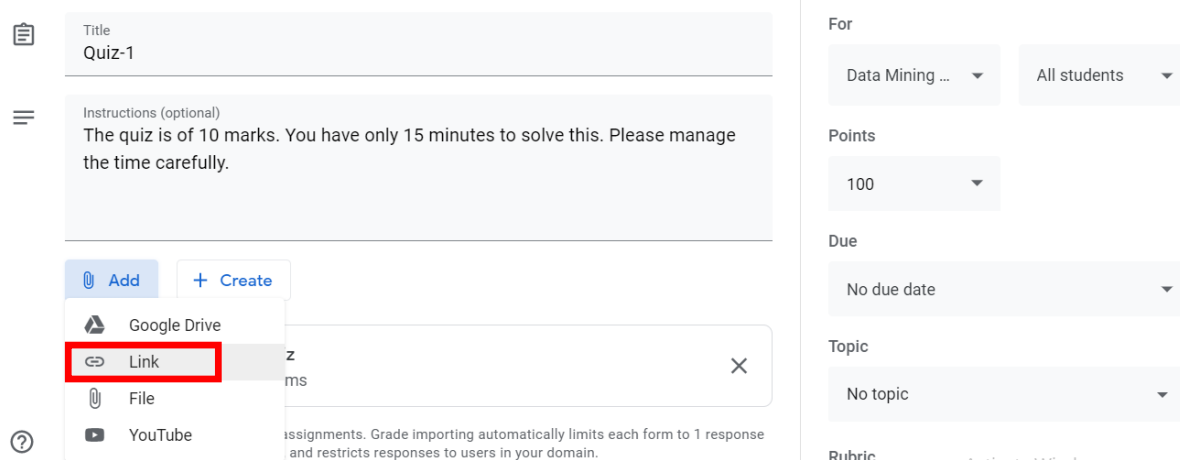 Title
Quiz-1
Instructions (optional)
The quiz is of 10 marks. You have only 15 minutes to solve this. Please manage
the time carefully.
Add
Create
Google Drive
Link
File
YouTube
z
ms
assignments. Grade importing automatically limits each form to 1 response
and restricts responses to users in your domain.
For
Data Mining ...
All students
Points
100
Due
No due date
Topic
No topic
Rubric